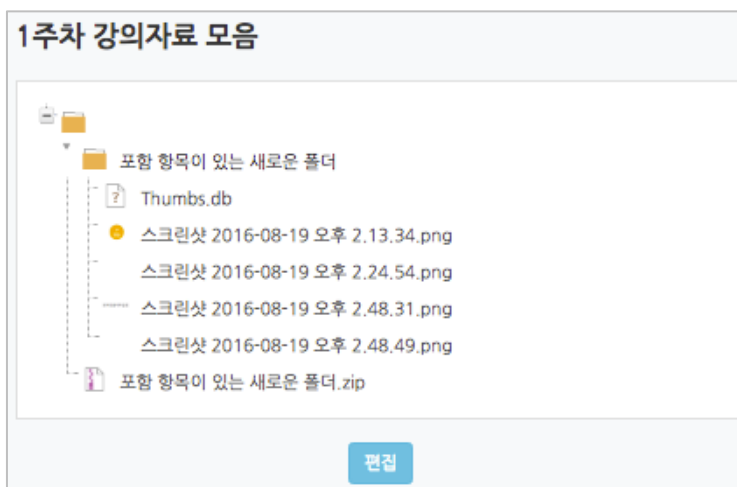 1주차 강의자료 모음
포함 항목이 있는 새로운 폴더
Thumbs.db
스크린샷 2016-08-19 오후 2.13.34.png
스크린샷 2016-08-19 오후 2.24.54.png
스크린샷 2016-08-19 오후 2.48.31.png
스크린샷 2016-08-19 오후 2.48.49.png
포함 항목이 있는 새로운 폴더.zip
편집